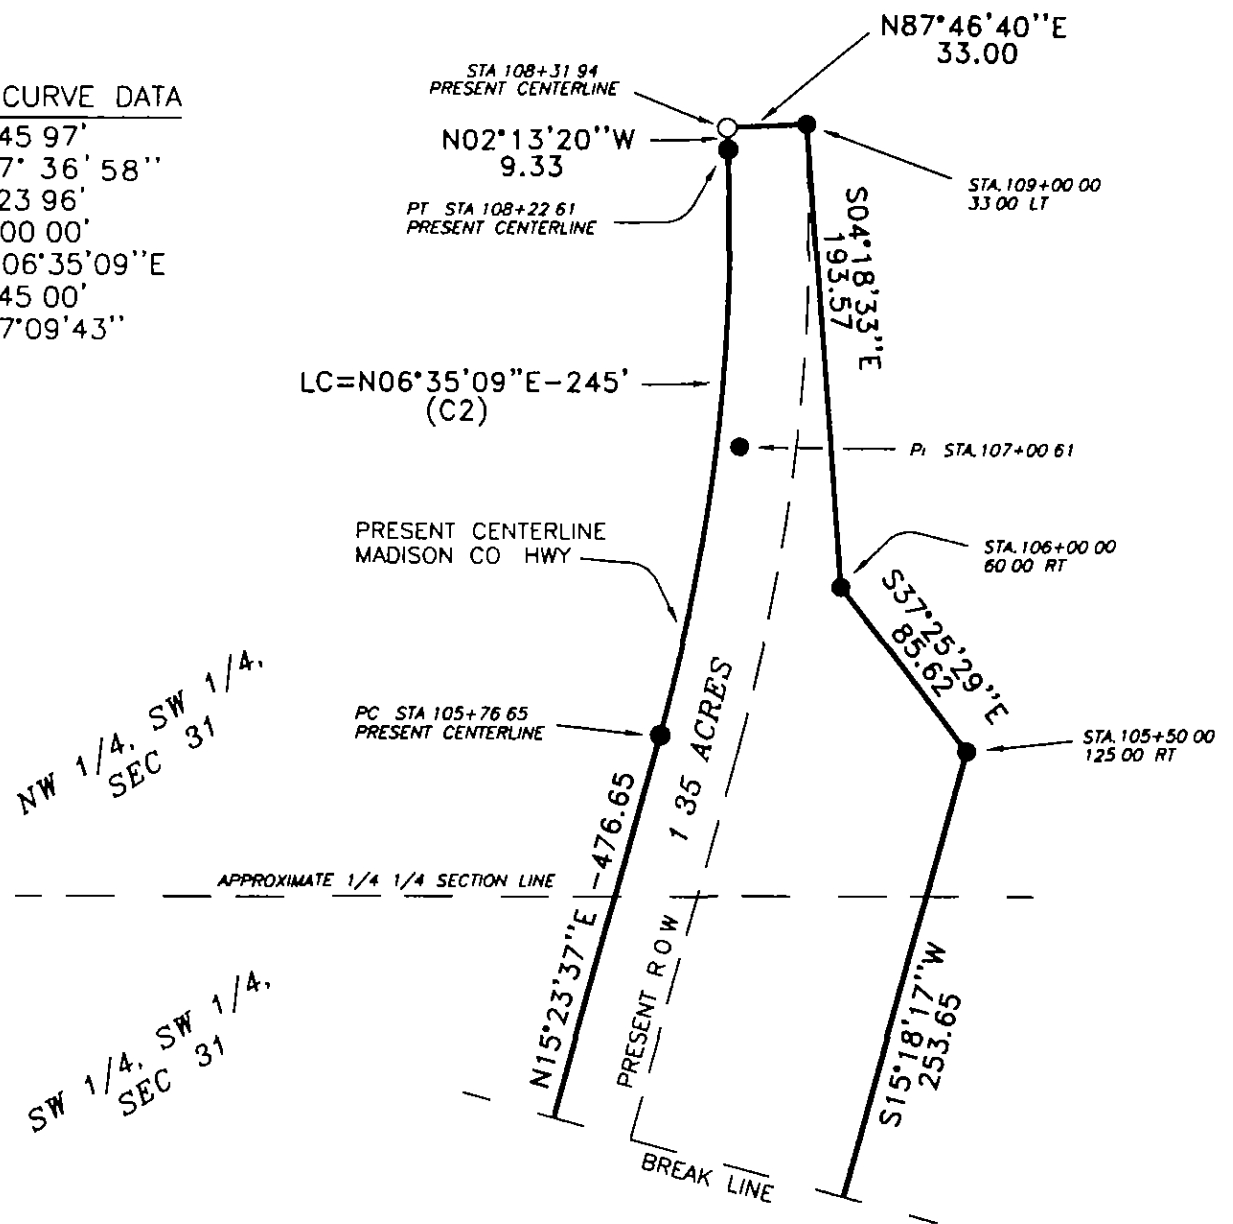 CURVE DATA
45 97'
7° 36' 58''
23 96'
00 00'
06°35'09''E
45 00'
7°09'43''
N87°46'40''E
33.00
STA 108+31 94
PRESENT CENTERLINE
N02°13'20''W
9.33
PT STA 108+22 61
PRESENT CENTERLINE
STA. 109+00 00
33 00 LT
S04°18'33''E
193.57
LC=N06°35'09"E-245'
(C2)
PI STA. 107+00 61
PRESENT CENTERLINE
MADISON CO HWY
STA. 106+00 00
60 00 RT
S37°25'29''E
85.62
NW 1/4, SW 1/4,
SEC 31
PC STA 105+76 65
PRESENT CENTERLINE
STA. 105+50 00
125 00 RT
1 35 ACRES
APPROXIMATE 1/4 1/4 SECTION LINE
N15°23'37''E -476.65
PRESENT R O W
S15°18'17''W
253.65
SW 1/4, SW 1/4,
SEC 31
BREAK LINE